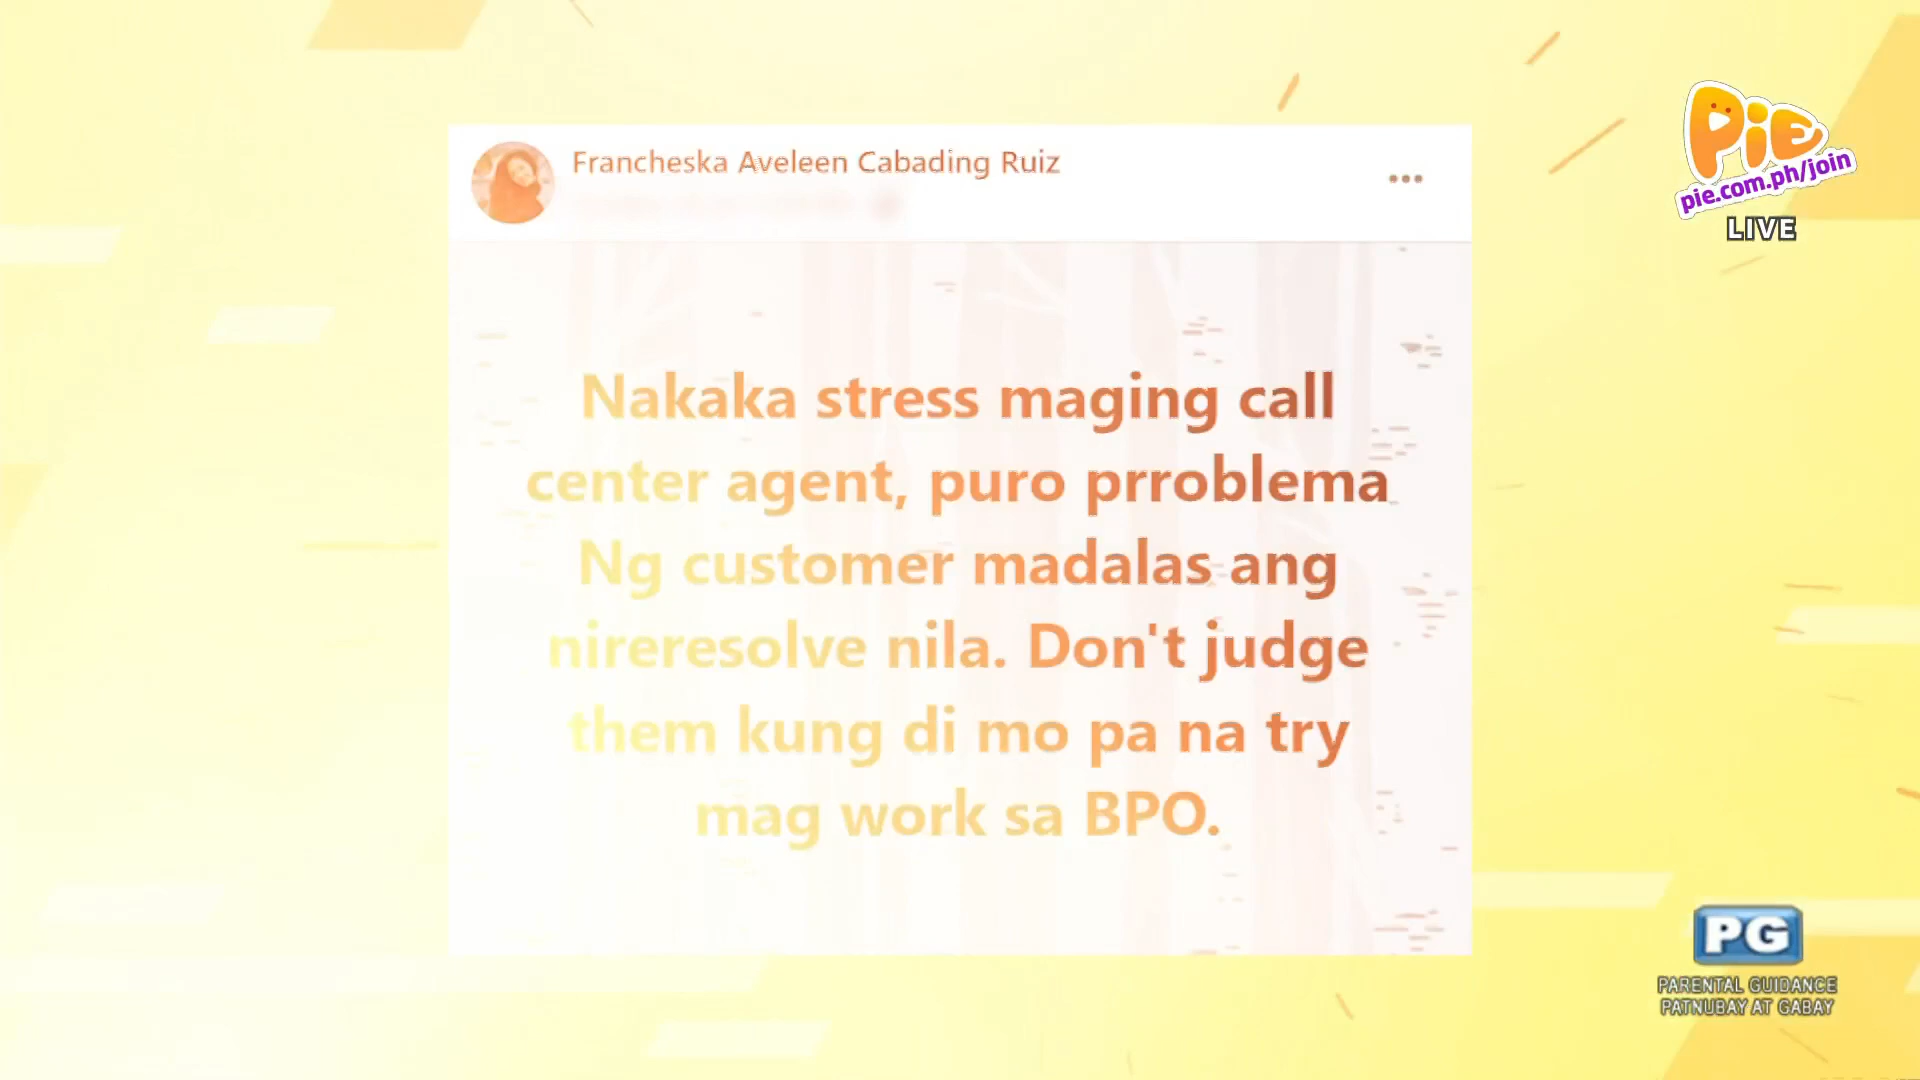 Francheska Aveleen Cabading Ruiz
Nakaka stress maging call
center agent, puro prroblema
Ng customer madalas ang
nireresolve nila. Don't judge
them kung di mo pa na try
mag work sa BPO.
PiE
pie.com.ph/join
LIVE
PG
PARENTAL GUIDANCE
PATNUBAY AT GABAY